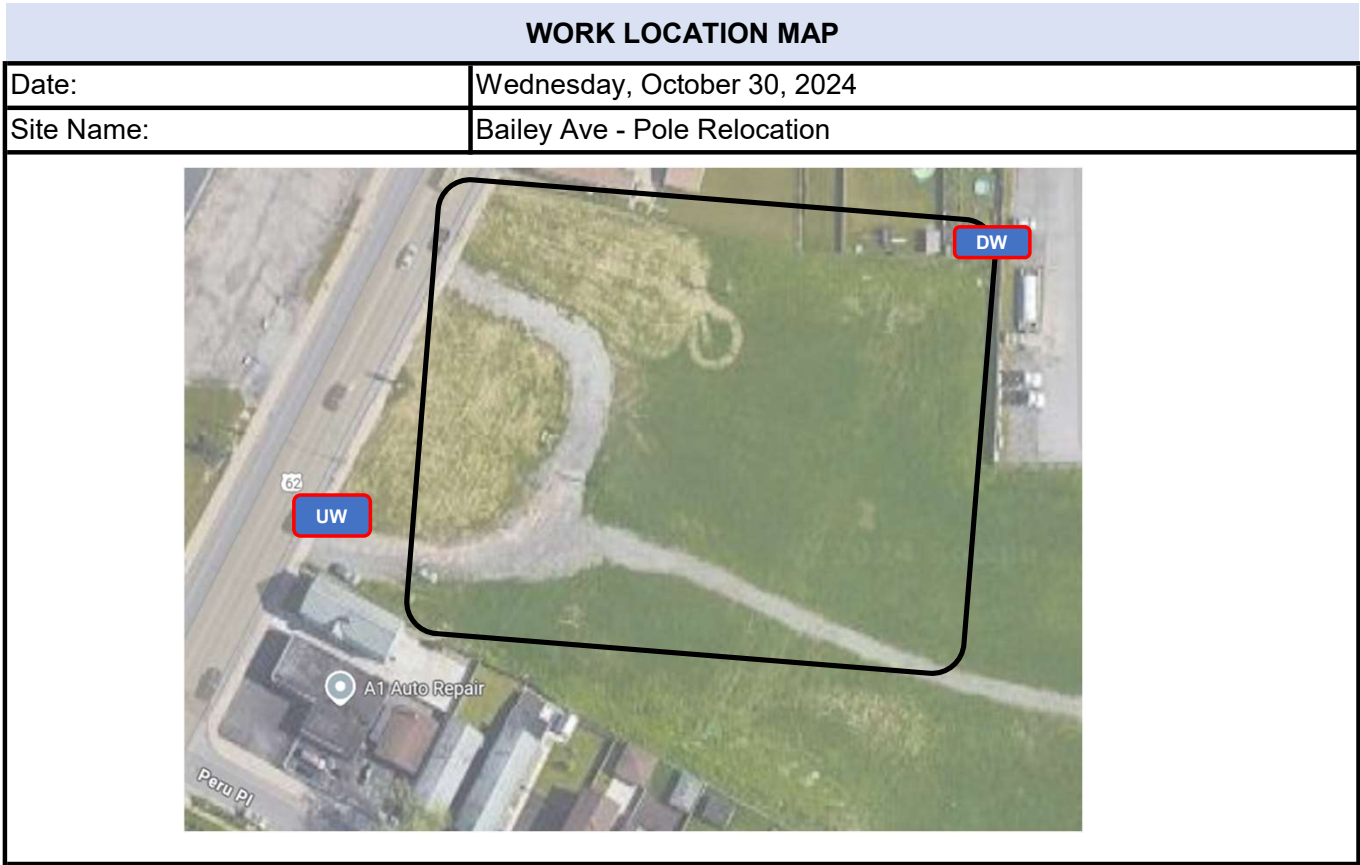 WORK LOCATION MAP
Date: Wednesday, October 30, 2024
Site Name: Bailey Ave - Pole Relocation
DW
62
UW
A1 Auto Repair
Peru Pl